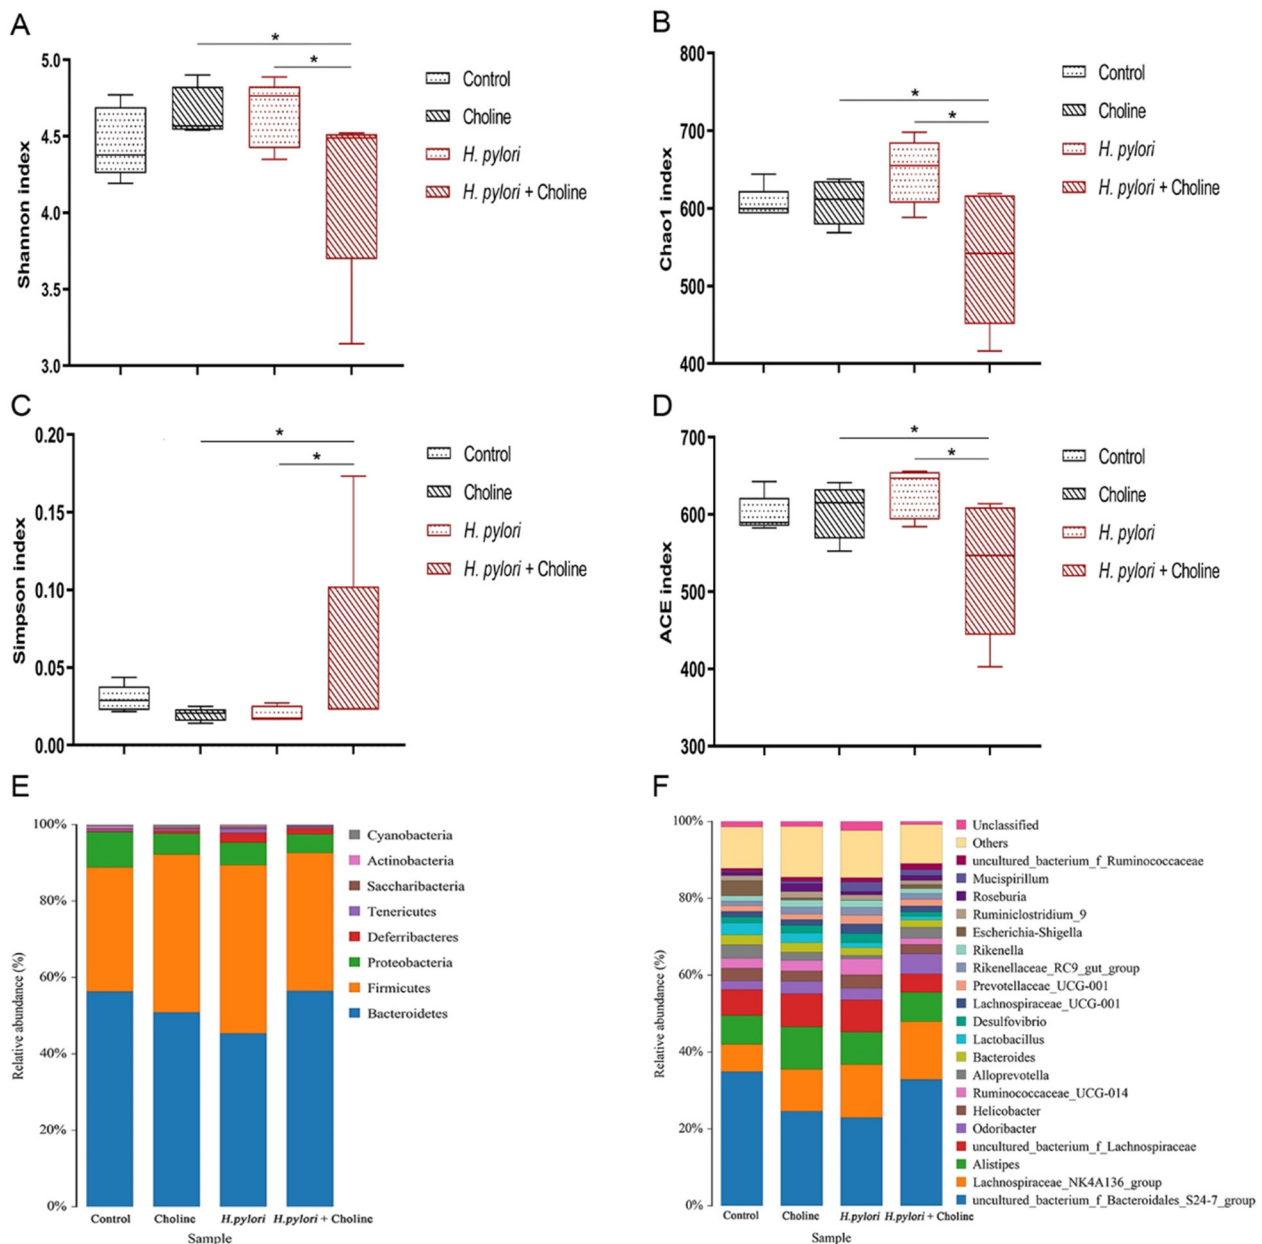 A
Shannon index
5.0
4.5
4.0
3.5
3.0
*
*
Control
Choline
H. pylori
H. pylori + Choline
B
Chao1 index
800
700
600
500
400
*
*
Control
Choline
H. pylori
H. pylori + Choline
C
Simpson index
0.20
0.15
0.10
0.05
0.00
*
*
Control
Choline
H. pylori
H. pylori + Choline
D
ACE index
700
600
500
400
300
*
*
Control
Choline
H. pylori
H. pylori + Choline
E
Relative abundance (%)
100%
80%
60%
40%
20%
0%
Control
Choline
H.pylori
H.pylori + Choline
Sample
Cyanobacteria
Actinobacteria
Saccharibacteria
Tenericutes
Deferribacteres
Proteobacteria
Firmicutes
Bacteroidetes
F
Relative abundance (%)
100%
80%
60%
40%
20%
0%
Control
Choline
H.pylori
H.pylori + Choline
Sample
Unclassified
Others
uncultured_bacterium_f_Ruminococcaceae
Mucispirillum
Roseburia
Ruminiclostridium_9
Escherichia-Shigella
Rikenella
Rikenellaceae_RC9_gut_group
Prevotellaceae_UCG-001
Lachnospiraceae_UCG-001
Desulfovibrio
Lactobacillus
Bacteroides
Alloprevotella
Ruminococcaceae_UCG-014
Helicobacter
Odoribacter
uncultured_bacterium_f_Lachnospiraceae
Alistipes
Lachnospiraceae_NK4A136_group
uncultured_bacterium_f_Bacteroidales_S24-7_group